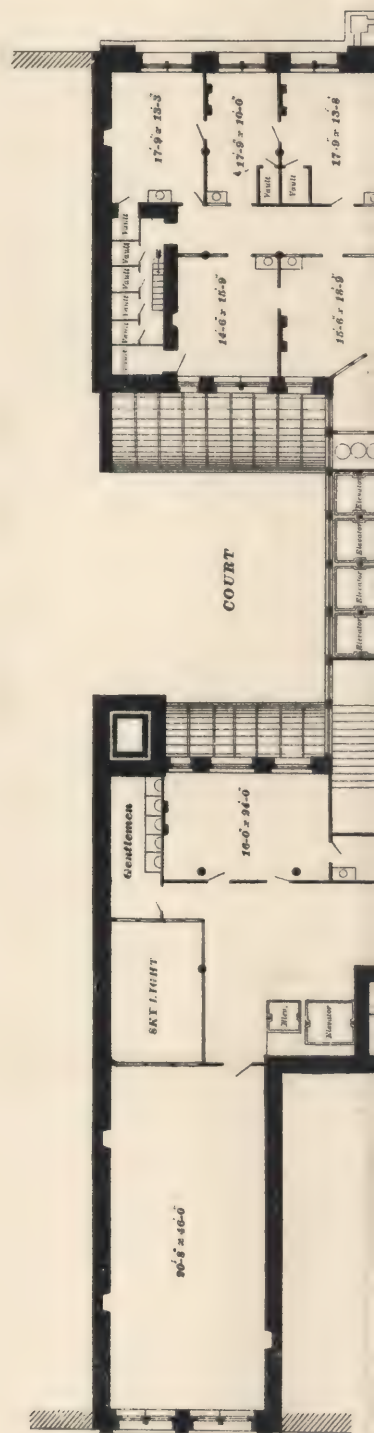 17'-9" x 13'-3"
17'-9" x 10'-0"
17'-9" x 13'-8"
Vault
Vault
Vault
Vault
Vault
Vault
Vault
14'-6" x 15'-9"
15'-6" x 18'-9"
COURT
Elevator
Elevator
Elevator
Elevator
Gentlemen
16'-0" x 24'-0"
SKY LIGHT
Elev.
Elevator
20'-8" x 46'-0"